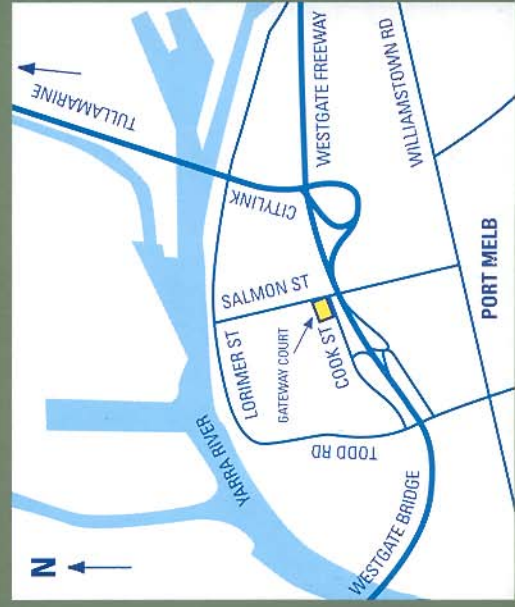 TULLAMARINE
CITYLINK
WESTGATE FREEWAY
WILLIAMSTOWN RD
SALMON ST
LORIMER ST
GATEWAY COURT
COOK ST
TODD RD
YARRA RIVER
N
WESTGATE BRIDGE
PORT MELB